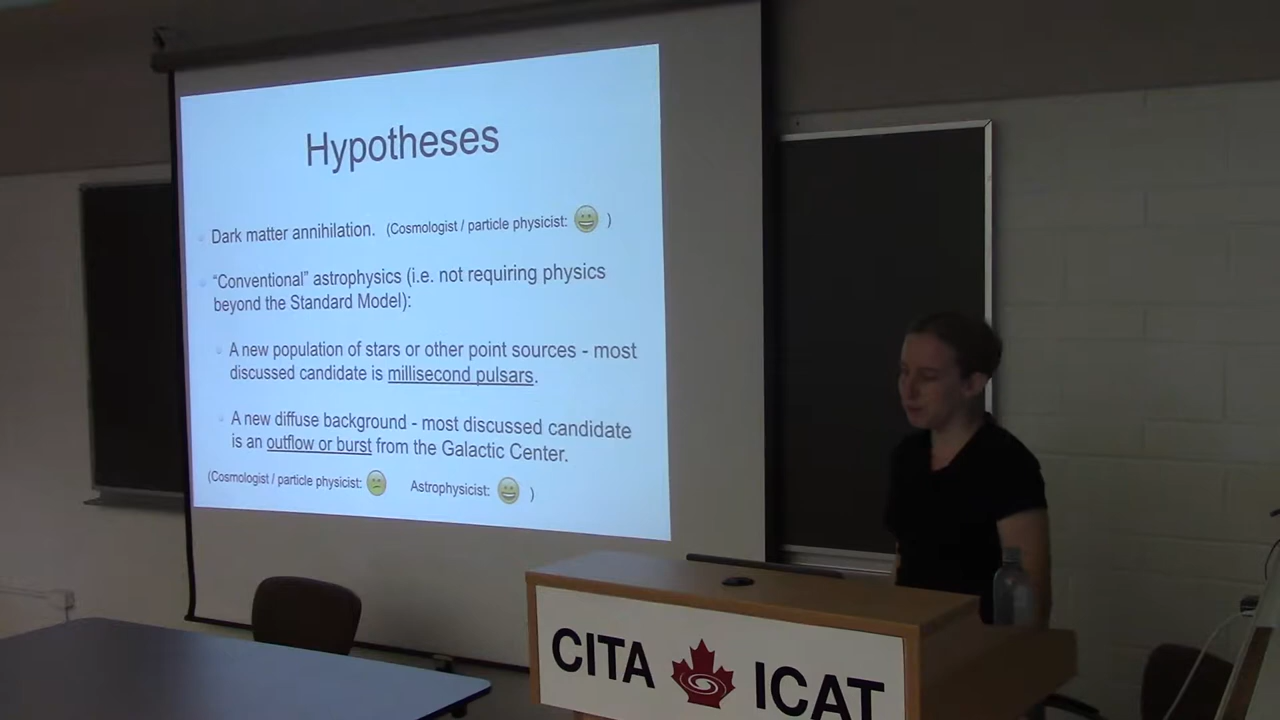 Hypotheses
Dark matter annihilation. (Cosmologist / particle physicist: 😀 )
“Conventional” astrophysics (i.e. not requiring physics
beyond the Standard Model):
A new population of stars or other point sources - most
discussed candidate is millisecond pulsars.
A new diffuse background - most discussed candidate
is an outflow or burst from the Galactic Center.
(Cosmologist / particle physicist: 😕 Astrophysicist: 😀 )
CITA ICAT